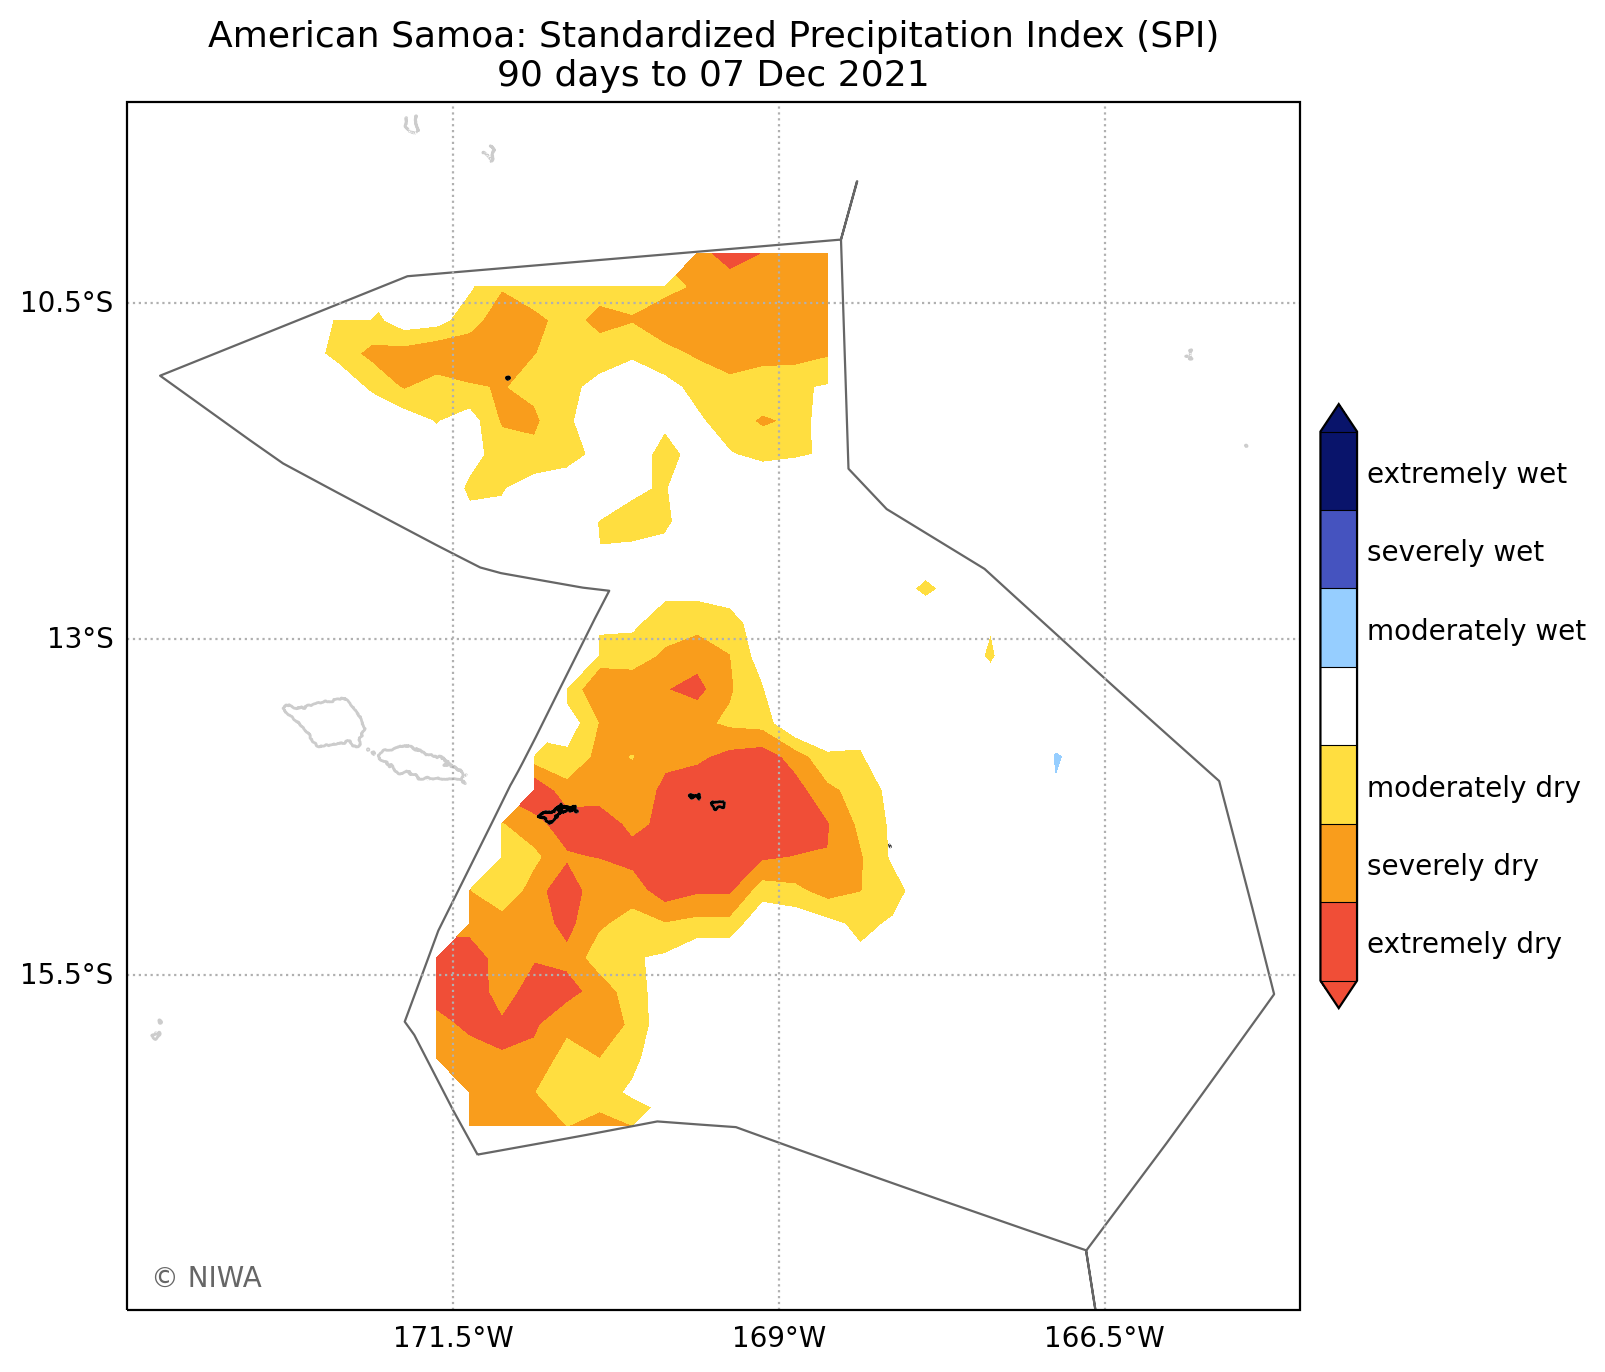 American Samoa: Standardized Precipitation Index (SPI)
90 days to 07 Dec 2021
10.5°S
13°S
15.5°S
171.5°W
169°W
166.5°W
© NIWA
extremely wet
severely wet
moderately wet
moderately dry
severely dry
extremely dry